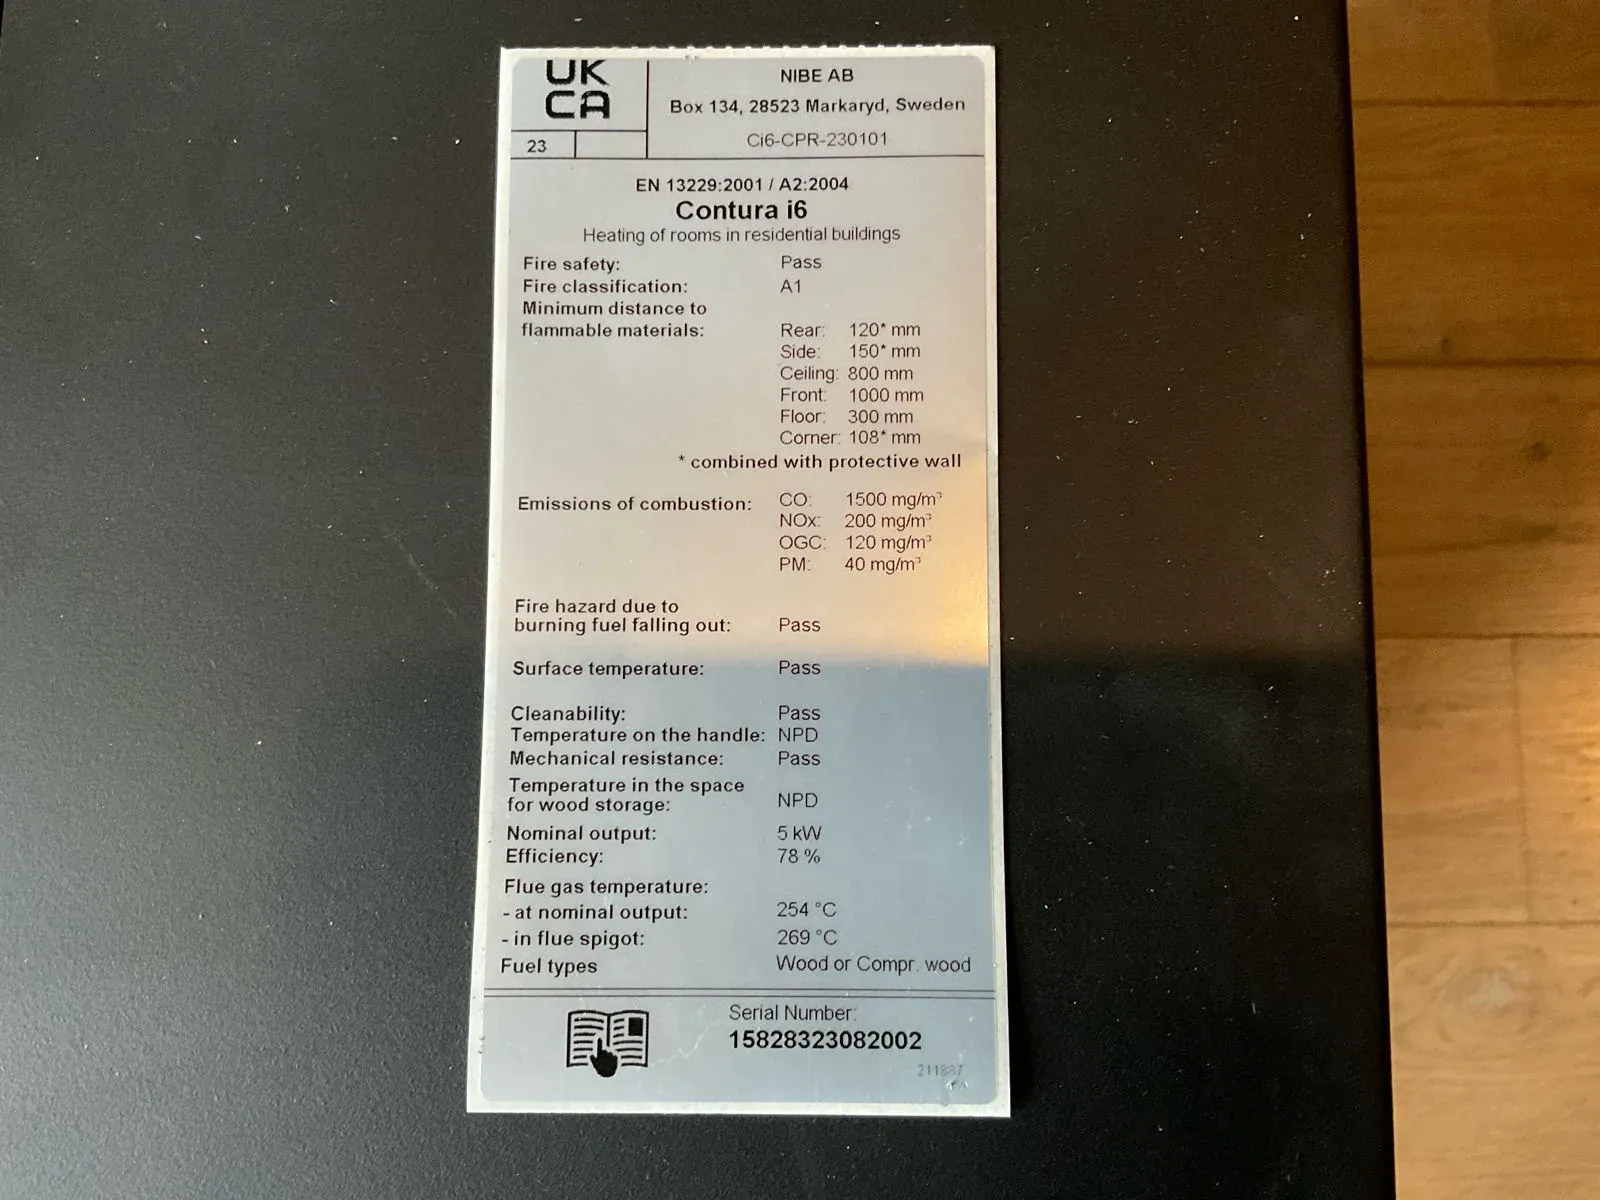 UK
CA
NIBE AB
Box 134, 28523 Markaryd, Sweden
Ci6-CPR-230101
23
EN 13229:2001 / A2:2004
Contura i6
Heating of rooms in residential buildings
Fire safety: Pass
Fire classification: A1
Minimum distance to
flammable materials: Rear: 120* mm
Side: 150* mm
Ceiling: 800 mm
Front: 1000 mm
Floor: 300 mm
Corner: 108* mm
* combined with protective wall
Emissions of combustion: CO: 1500 mg/m³
NOx: 200 mg/m³
OGC: 120 mg/m³
PM: 40 mg/m³
Fire hazard due to
burning fuel falling out: Pass
Surface temperature: Pass
Cleanability: Pass
Temperature on the handle: NPD
Mechanical resistance: Pass
Temperature in the space
for wood storage: NPD
Nominal output: 5 kW
Efficiency: 78 %
Flue gas temperature:
- at nominal output: 254 °C
- in flue spigot: 269 °C
Fuel types Wood or Compr. wood
Serial Number:
15828323082002